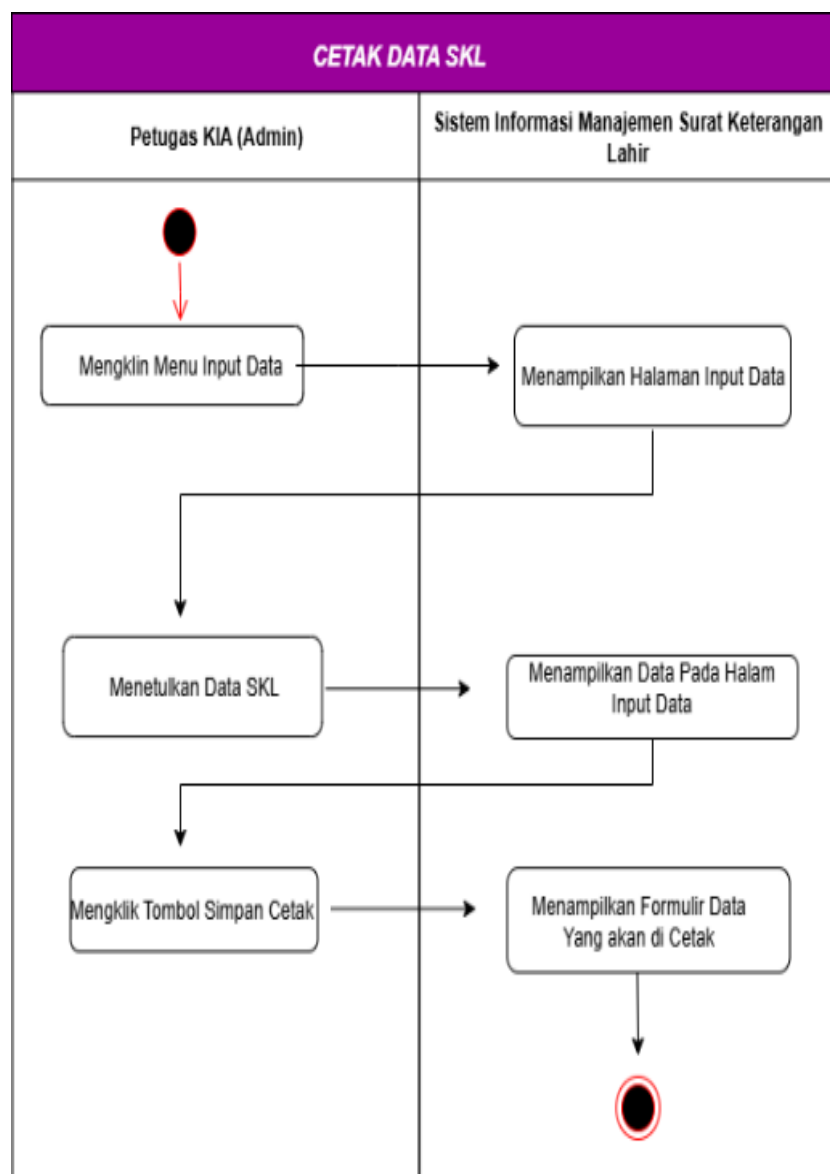 CETAK DATA SKL
Petugas KIA (Admin)
Sistem Informasi Manajemen Surat Keterangan
Lahir
Mengklin Menu Input Data
Menampilkan Halaman Input Data
Menetulkan Data SKL
Menampilkan Data Pada Halam
Input Data
Mengklik Tombol Simpan Cetak
Menampilkan Formulir Data
Yang akan di Cetak